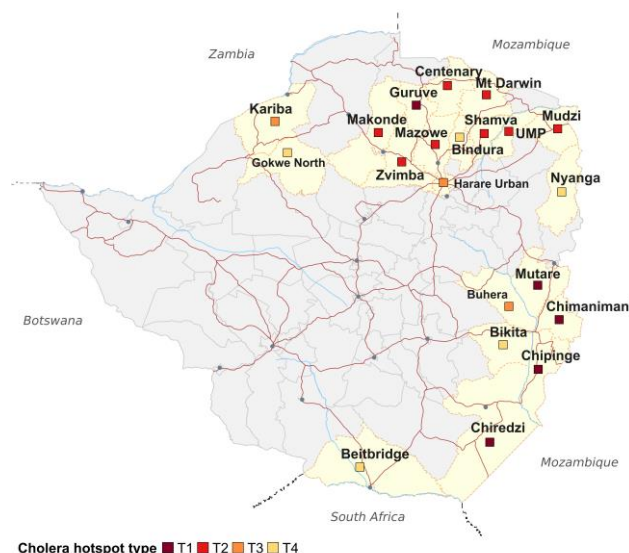 Zambia
Mozambique
Centenary
Mt Darwin
Guruve
Kariba
Makonde
Shamva
Mudzi
Mazowe
UMP
Bindura
Gokwe North
Zvimba
Harare Urban
Nyanga
Mutare
Buhera
Chimaniman
Botswana
Bikita
Chipinge
Chiredzi
Beitbridge
Mozambique
South Africa
Cholera hotspot type T1 T2 T3 T4